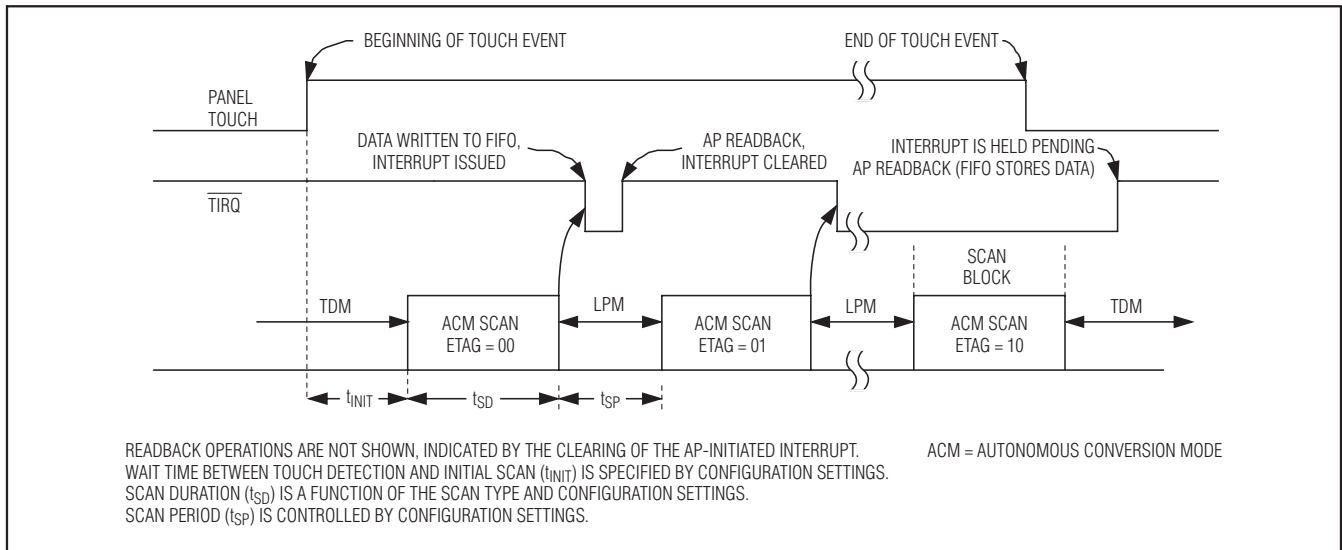 BEGINNING OF TOUCH EVENT
END OF TOUCH EVENT
PANEL
TOUCH
DATA WRITTEN TO FIFO,
INTERRUPT ISSUED
AP READBACK,
INTERRUPT CLEARED
INTERRUPT IS HELD PENDING
AP READBACK (FIFO STORES DATA)
TIRQ
SCAN
BLOCK
TDM
ACM SCAN
ETAG = 00
LPM
ACM SCAN
ETAG = 01
LPM
ACM SCAN
ETAG = 10
TDM
tINIT
tSD
tSP
READBACK OPERATIONS ARE NOT SHOWN, INDICATED BY THE CLEARING OF THE AP-INITIATED INTERRUPT.
ACM = AUTONOMOUS CONVERSION MODE
WAIT TIME BETWEEN TOUCH DETECTION AND INITIAL SCAN (tINIT) IS SPECIFIED BY CONFIGURATION SETTINGS.
SCAN DURATION (tSD) IS A FUNCTION OF THE SCAN TYPE AND CONFIGURATION SETTINGS.
SCAN PERIOD (tSP) IS CONTROLLED BY CONFIGURATION SETTINGS.